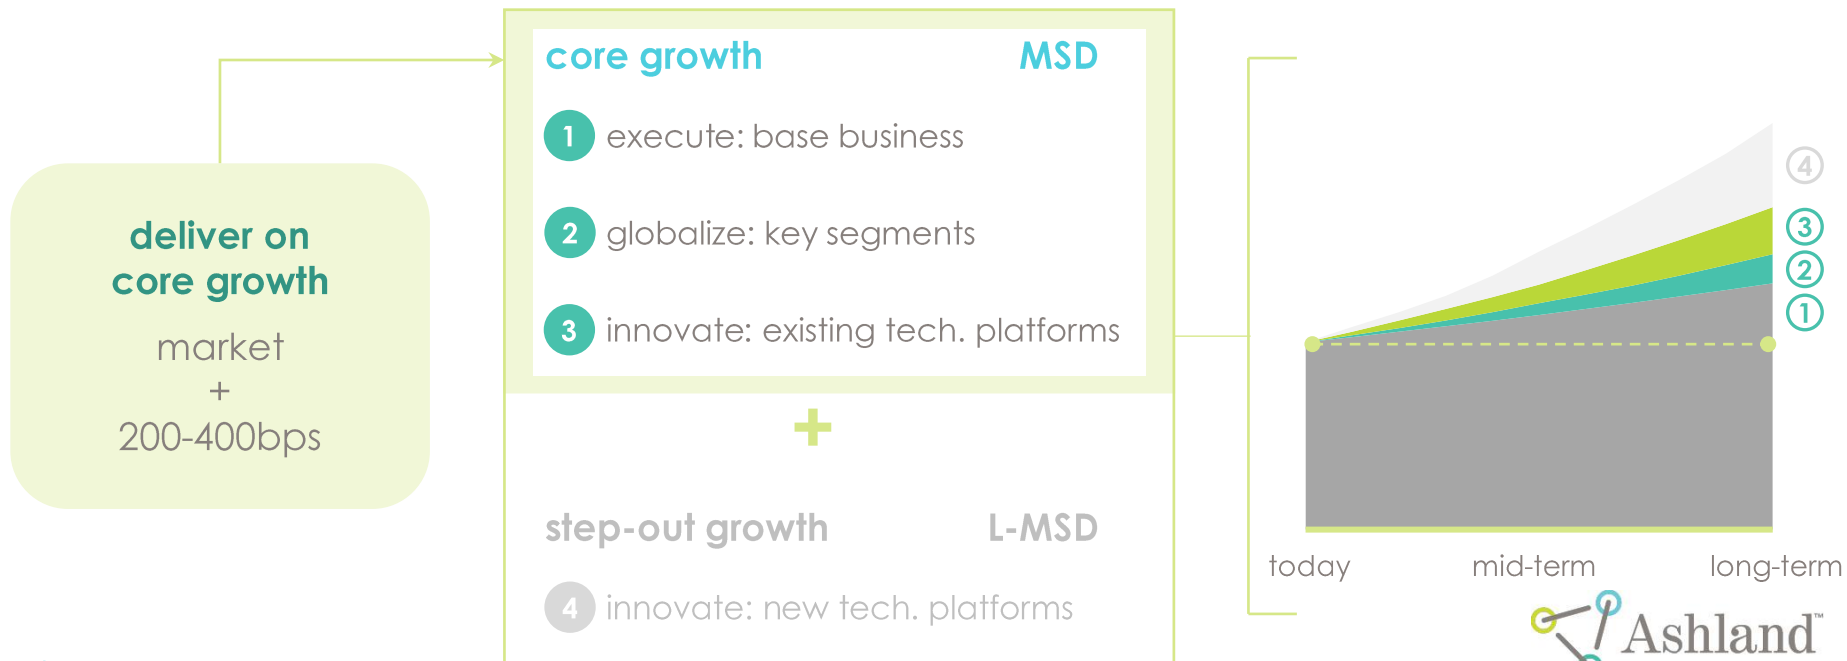 deliver on
core growth
market
+
200-400bps
core growth MSD
1 execute: base business
2 globalize: key segments
3 innovate: existing tech. platforms
+
step-out growth L-MSD
4 innovate: new tech. platforms
4
3
2
1
today mid-term long-term
Ashland™